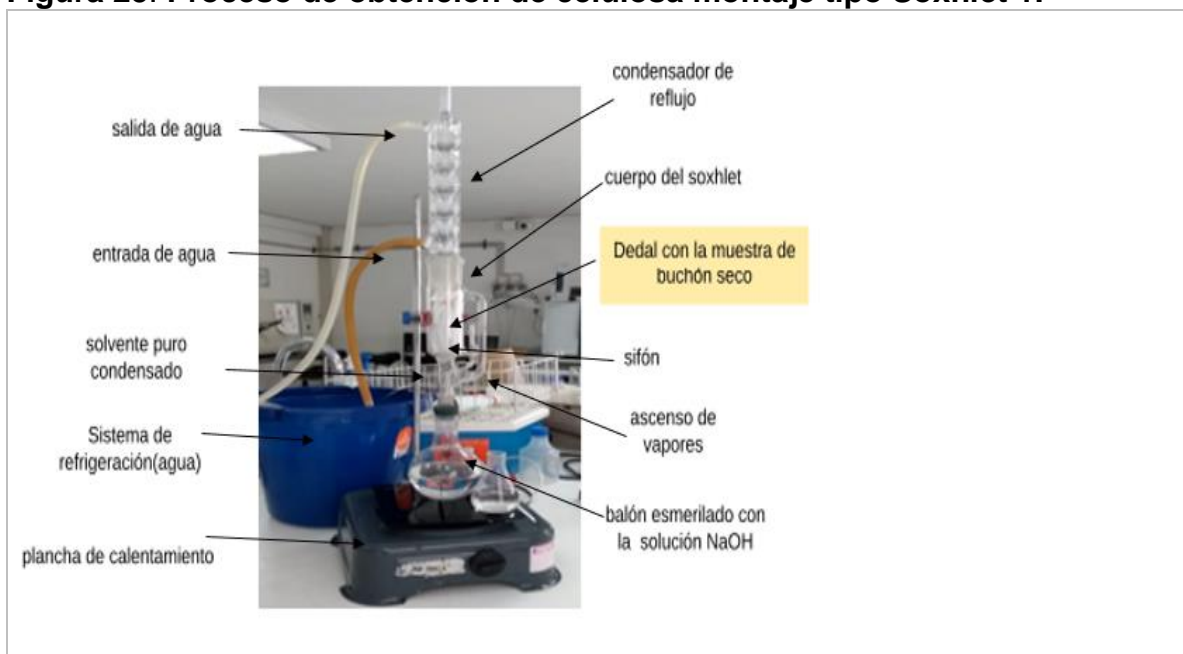 Figura 20. Proceso de obtención de celulosa montaje tipo Soxhlet 1.
condensador de
reflujo
salida de agua
cuerpo del soxhlet
entrada de agua
Dedal con la muestra de
buchón seco
solvente puro
condensado
sifón
ascenso de
vapores
Sistema de
refrigeración(agua)
balón esmerilado con
la solución NaOH
plancha de calentamiento